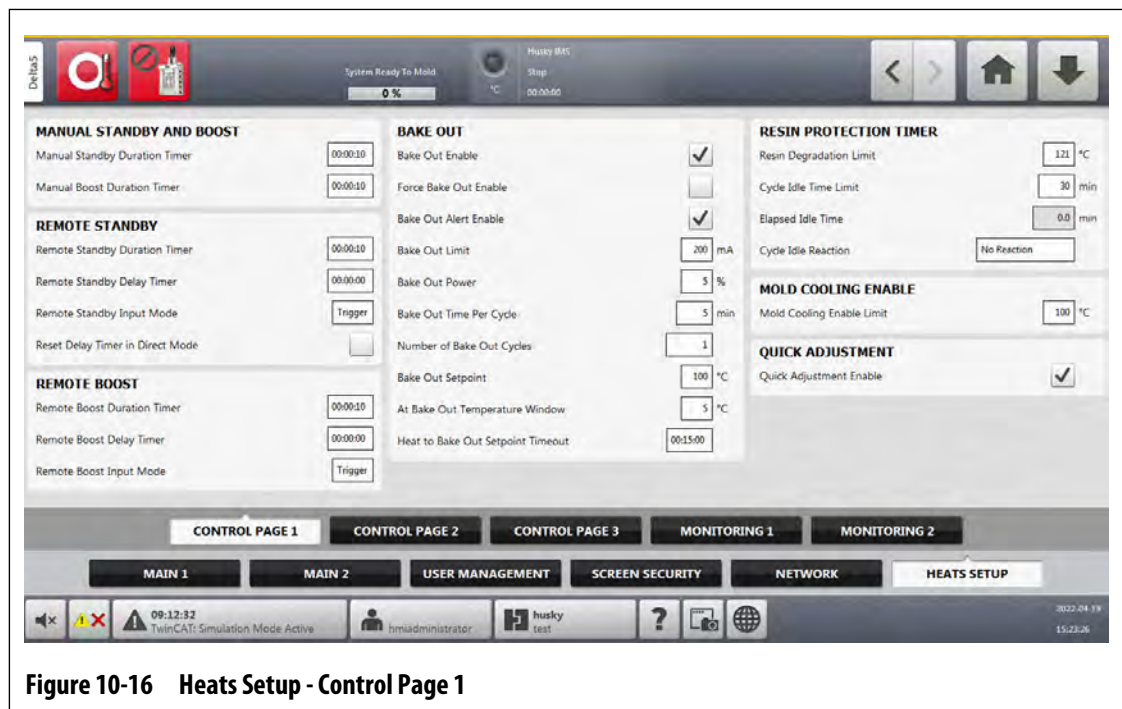 Delta5
System Ready To Mold
0 %
°C
Husky IMS
Stop
00:00:00
MANUAL STANDBY AND BOOST
Manual Standby Duration Timer 00:00:10
Manual Boost Duration Timer 00:00:10
REMOTE STANDBY
Remote Standby Duration Timer 00:00:10
Remote Standby Delay Timer 00:00:00
Remote Standby Input Mode Trigger
Reset Delay Timer in Direct Mode
REMOTE BOOST
Remote Boost Duration Timer 00:00:10
Remote Boost Delay Timer 00:00:00
Remote Boost Input Mode Trigger
BAKE OUT
Bake Out Enable
Force Bake Out Enable
Bake Out Alert Enable
Bake Out Limit 200 mA
Bake Out Power 5 %
Bake Out Time Per Cycle 5 min
Number of Bake Out Cycles 1
Bake Out Setpoint 100 °C
At Bake Out Temperature Window 5 °C
Heat to Bake Out Setpoint Timeout 00:15:00
RESIN PROTECTION TIMER
Resin Degradation Limit 121 °C
Cycle Idle Time Limit 30 min
Elapsed Idle Time 0.0 min
Cycle Idle Reaction No Reaction
MOLD COOLING ENABLE
Mold Cooling Enable Limit 100 °C
QUICK ADJUSTMENT
Quick Adjustment Enable
CONTROL PAGE 1 CONTROL PAGE 2 CONTROL PAGE 3 MONITORING 1 MONITORING 2
MAIN 1 MAIN 2 USER MANAGEMENT SCREEN SECURITY NETWORK HEATS SETUP
09:12:32
TwinCAT: Simulation Mode Active
hmiadministrator
husky
test
?
2022-04-19
15:23:26
Figure 10-16 Heats Setup - Control Page 1